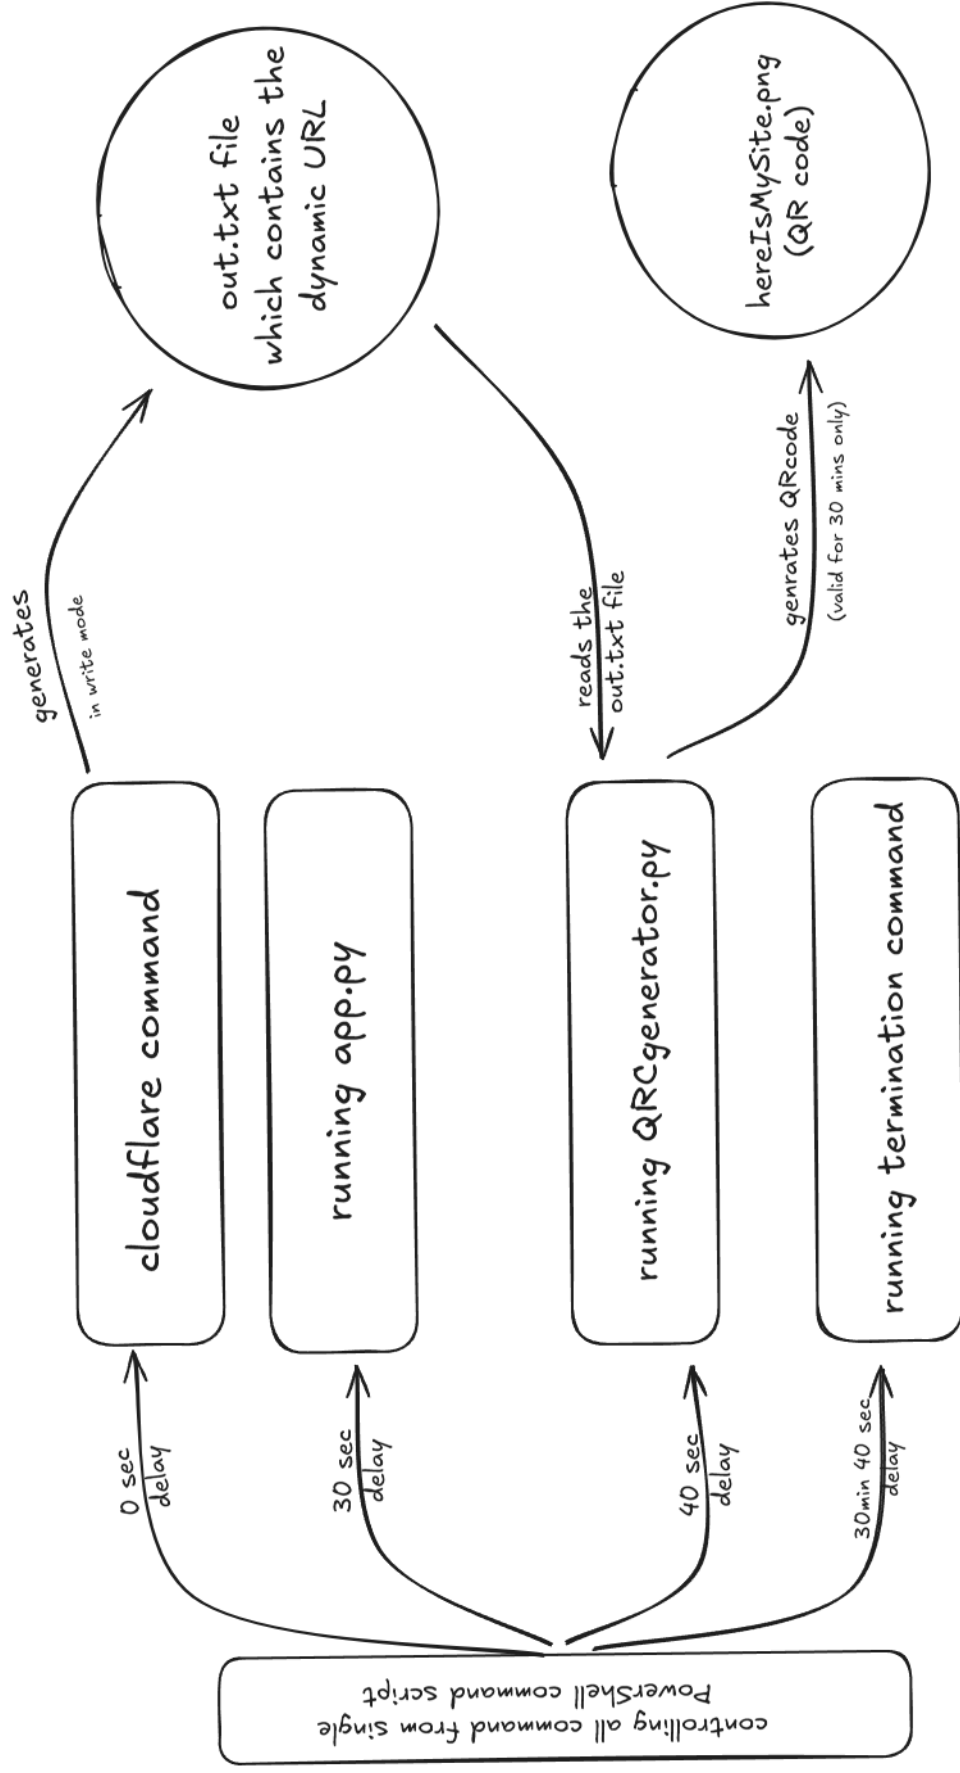 controlling all command from single
PowerShell command script
0 sec
delay
30 sec
delay
40 sec
delay
30min 40 sec
delay
cloudflare command
running app.py
running QRCgenerator.py
running termination command
generates
in write mode
reads the
out.txt file
genrates QRcode
(valid for 30 mins only)
out.txt file
which contains the
dynamic URL
hereIsMySite.png
(QR code)